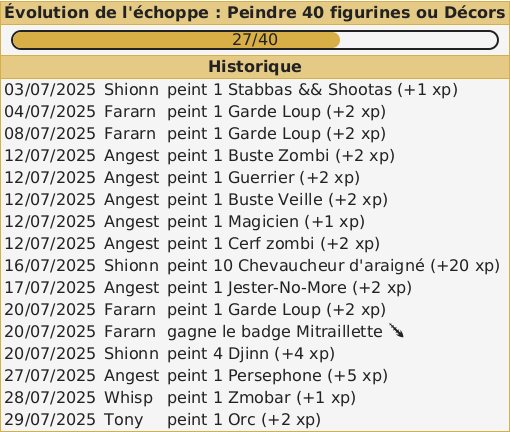 Évolution de l'échoppe : Peindre 40 figurines ou Décors
27/40
Historique
03/07/2025 Shionn peint 1 Stabbas && Shootas (+1 xp)
04/07/2025 Fararn peint 1 Garde Loup (+2 xp)
08/07/2025 Fararn peint 1 Garde Loup (+2 xp)
12/07/2025 Angest peint 1 Buste Zombi (+2 xp)
12/07/2025 Angest peint 1 Guerrier (+2 xp)
12/07/2025 Angest peint 1 Buste Veille (+2 xp)
12/07/2025 Angest peint 1 Magicien (+1 xp)
12/07/2025 Angest peint 1 Cerf zombi (+2 xp)
16/07/2025 Shionn peint 10 Chevaucheur d'araigné (+20 xp)
17/07/2025 Angest peint 1 Jester-No-More (+2 xp)
20/07/2025 Fararn peint 1 Garde Loup (+2 xp)
20/07/2025 Fararn gagne le badge Mitraillette
20/07/2025 Shionn peint 4 Djinn (+4 xp)
27/07/2025 Angest peint 1 Persephone (+5 xp)
28/07/2025 Whisp peint 1 Zmobar (+1 xp)
29/07/2025 Tony peint 1 Orc (+2 xp)